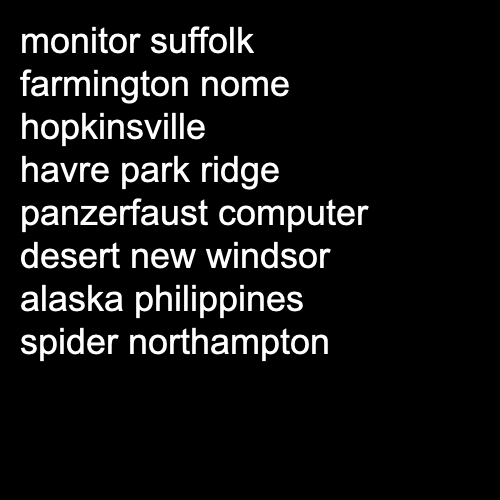 monitor suffolk
farmington nome
hopkinsville
havre park ridge
panzerfaust computer
desert new windsor
alaska philippines
spider northampton